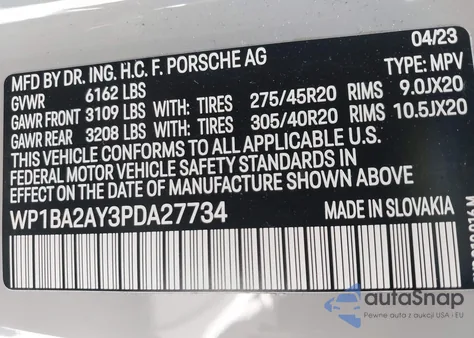 MFD BY DR. ING. H.C. F. PORSCHE AG 04/23
GVWR 6162 LBS TYPE: MPV
GAWR FRONT 3109 LBS WITH: TIRES 275/45R20 RIMS 9.0JX20
GAWR REAR 3208 LBS WITH: TIRES 305/40R20 RIMS 10.5JX20
THIS VEHICLE CONFORMS TO ALL APPLICABLE U.S.
FEDERAL MOTOR VEHICLE SAFETY STANDARDS IN
EFFECT ON THE DATE OF MANUFACTURE SHOWN ABOVE
WP1BA2AY3PDA27734 MADE IN SLOVAKIA
autoSnap
Pewne auta z aukcji USA - EU